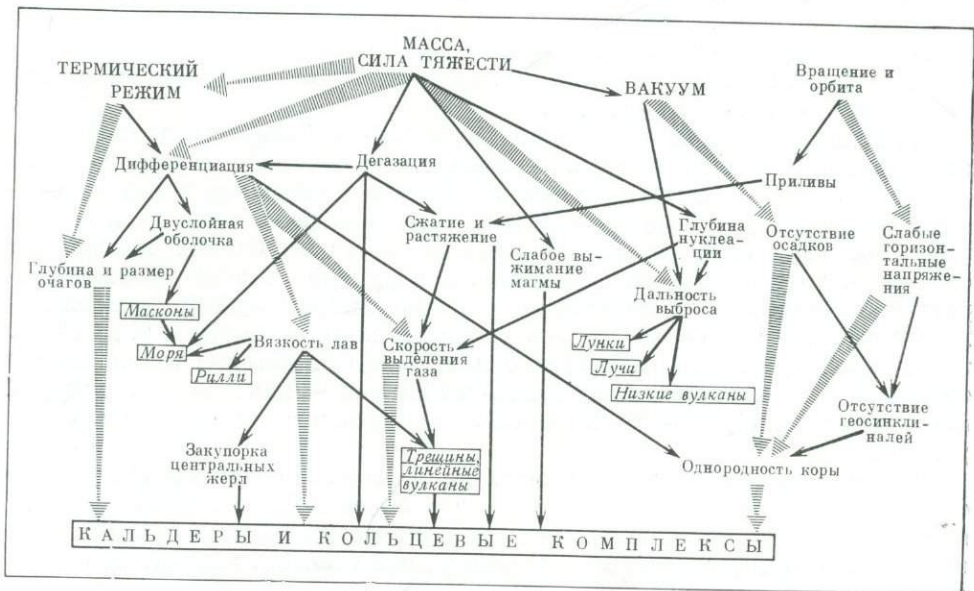 МАССА,
СИЛА ТЯЖЕСТИ
ТЕРМИЧЕСКИЙ
РЕЖИМ
ВАКУУМ
Вращение и
орбита
Дифференциация
Дегазация
Приливы
Двуслойная
оболочка
Сжатие и
растяжение
Слабое вы-
жимание
магмы
Глубина
нуклеа-
ции
Отсутствие
осадков
Слабые
горизон-
тальные
напряже-
ния
Глубина и размер
очагов
Масконы
Моря
Рилли
Вязкость лав
Скорость
выделения
газа
Дальность
выброса
Лунки
Лучи
Низкие вулканы
Отсутствие
геосинкли-
налей
Закупорка
центральных
жерл
Трещины,
линейные
вулканы
Однородность коры
КАЛЬДЕРЫ И КОЛЬЦЕВЫЕ КОМПЛЕКСЫ